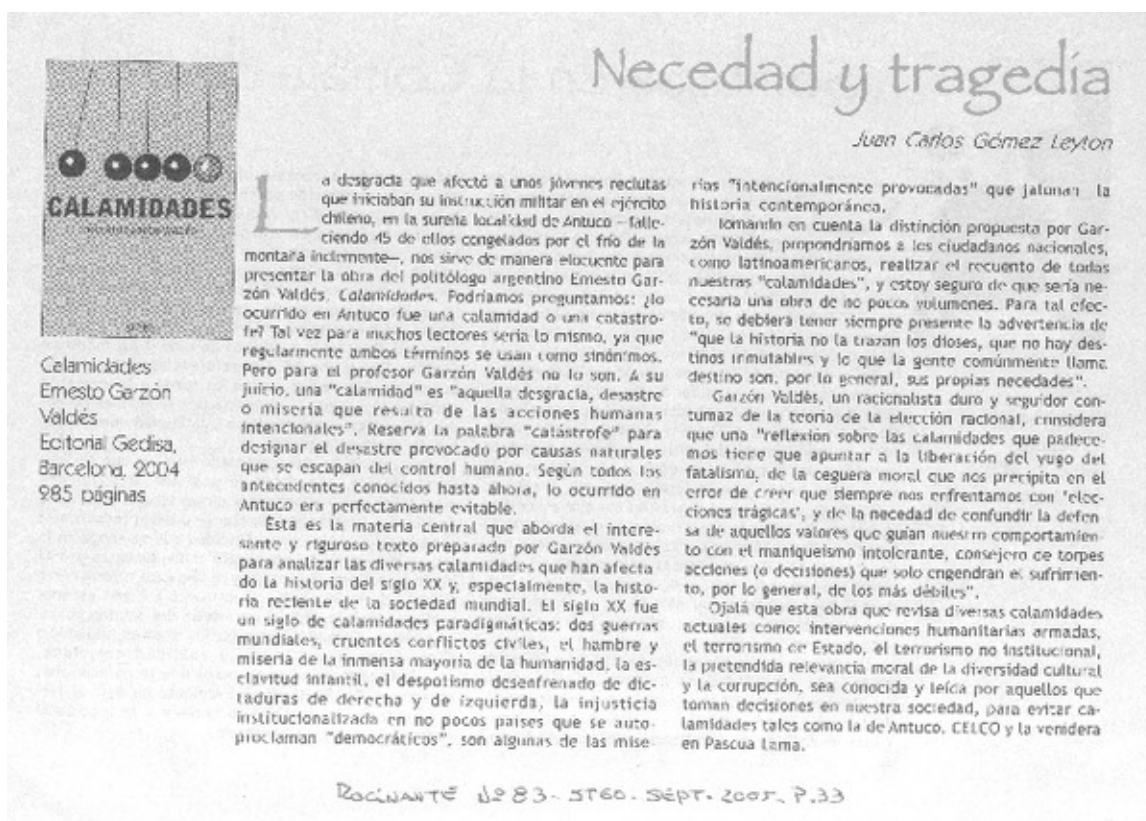 Necedad y tragedia
Juan Carlos Gómez Leyton
CALAMIDADES
Calamidades
Ernesto Garzón
Valdés
Editorial Gedisa,
Barcelona, 2004
985 páginas
La desgracia que afectó a unos jóvenes reclutas
que iniciaban su instrucción militar en el ejército
chileno, en la sureña localidad de Antuco —falle-
ciendo 45 de ellos congelados por el frío de la
montaña inclemente—, nos sirve de manera elocuente para
presentar la obra del politólogo argentino Ernesto Gar-
zón Valdés, Calamidades. Podríamos preguntarnos: ¿lo
ocurrido en Antuco fue una calamidad o una catástro-
fe? Tal vez para muchos lectores sería lo mismo, ya que
regularmente ambos términos se usan como sinónimos.
Pero para el profesor Garzón Valdés no lo son. A su
juicio, una "calamidad" es "aquella desgracia, desastre
o miseria que resulta de las acciones humanas
intencionales". Reserva la palabra "catástrofe" para
designar el desastre provocado por causas naturales
que se escapan del control humano. Según todos los
antecedentes conocidos hasta ahora, lo ocurrido en
Antuco era perfectamente evitable.
Ésta es la materia central que aborda el intere-
sante y riguroso texto preparado por Garzón Valdés
para analizar las diversas calamidades que han afecta-
do la historia del siglo XX y, especialmente, la histo-
ria reciente de la sociedad mundial. El siglo XX fue
un siglo de calamidades paradigmáticas: dos guerras
mundiales, cruentos conflictos civiles, el hambre y
miseria de la inmensa mayoría de la humanidad, la es-
clavitud infantil, el despotismo desenfrenado de dic-
taduras de derecha y de izquierda, la injusticia
institucionalizada en no pocos países que se auto-
proclaman "democráticos", son algunas de las mise
rias "intencionalmente provocadas" que jalonan la
historia contemporánea.
Tomando en cuenta la distinción propuesta por Gar-
zón Valdés, propondríamos a los ciudadanos nacionales,
como latinoamericanos, realizar el recuento de todas
nuestras "calamidades", y estoy seguro de que sería ne-
cesaria una obra de no pocos volúmenes. Para tal efec-
to, se debiera tener siempre presente la advertencia de
"que la historia no la trazan los dioses, que no hay des-
tinos inmutables y lo que la gente comúnmente llama
destino son, por lo general, sus propias necedades".
Garzón Valdés, un racionalista duro y seguidor con-
tumaz de la teoría de la elección racional, considera
que una "reflexión sobre las calamidades que padece-
mos tiene que apuntar a la liberación del yugo del
fatalismo, de la ceguera moral que nos precipita en el
error de creer que siempre nos enfrentamos con 'elec-
ciones trágicas', y de la necedad de confundir la defen-
sa de aquellos valores que guían nuestro comportamien-
to con el maniqueísmo intolerante, consejero de torpes
acciones (o decisiones) que solo engendran el sufrimien-
to, por lo general, de los más débiles".
Ojalá que esta obra que revisa diversas calamidades
actuales como: intervenciones humanitarias armadas,
el terrorismo de Estado, el terrorismo no institucional,
la pretendida relevancia moral de la diversidad cultural
y la corrupción, sea conocida y leída por aquellos que
toman decisiones en nuestra sociedad, para evitar ca-
lamidades tales como la de Antuco, CELCO y la venidera
en Pascua Lama.
ROCINANTE Nº 83 - STGO. SEPT. 2005. P.33